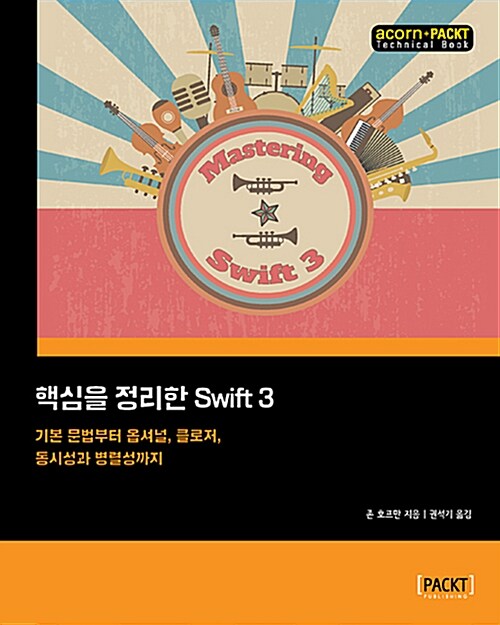 acorn+PACKT
Technical Book
Mastering
Swift 3
핵심을 정리한 Swift 3
기본 문법부터 옵셔널, 클로저,
동시성과 병렬성까지
존 호프만 지음 | 권석기 옮김
[PACKT]
PUBLISHING